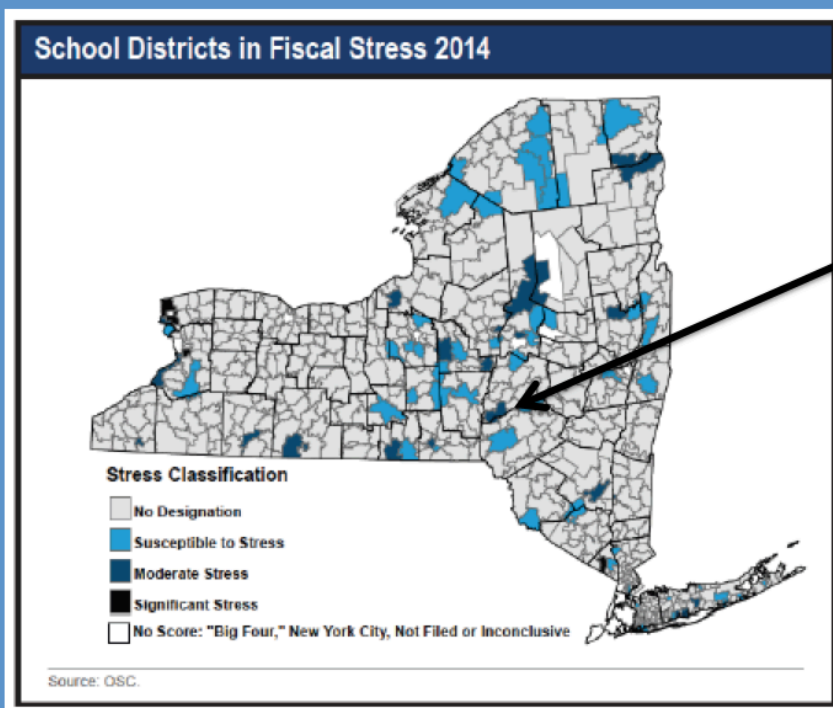 School Districts in Fiscal Stress 2014
Stress Classification
No Designation
Susceptible to Stress
Moderate Stress
Significant Stress
No Score: "Big Four," New York City, Not Filed or Inconclusive
Source: OSC.